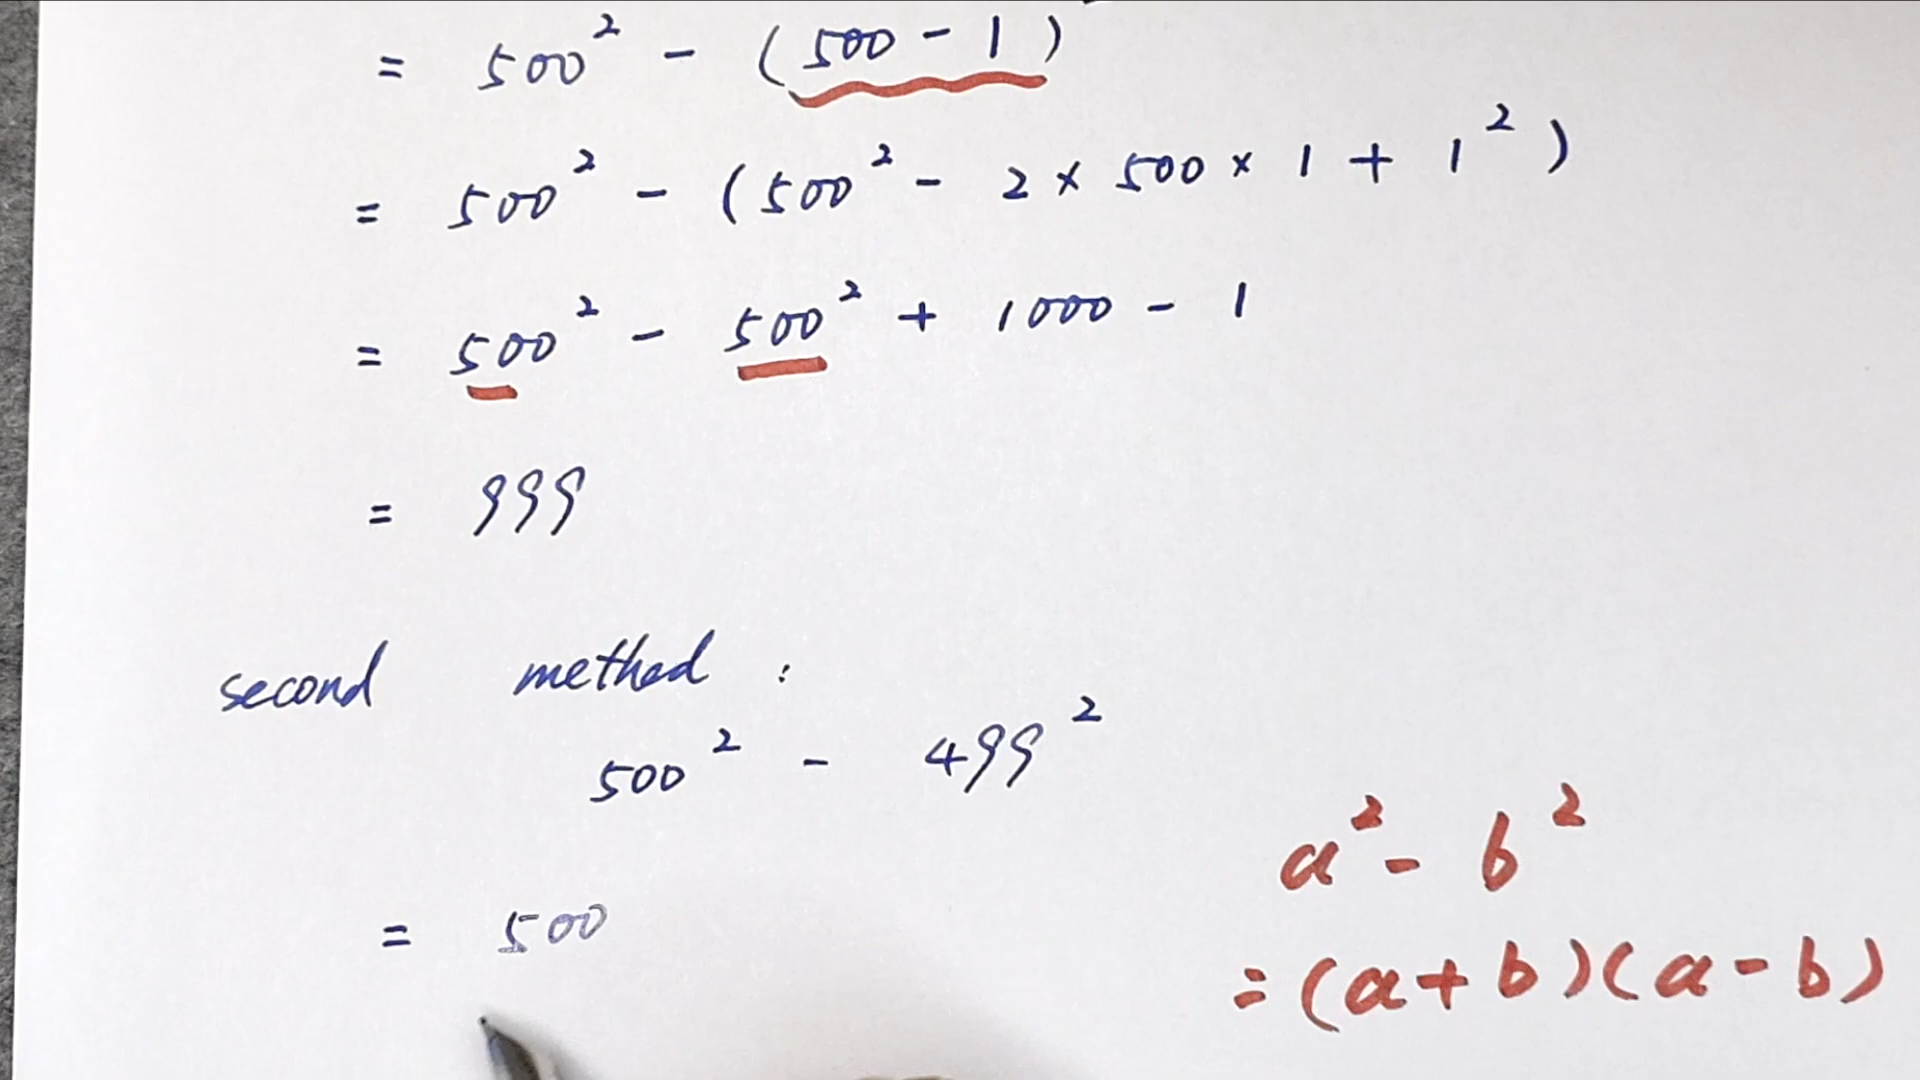 = 500² - (500 - 1)
= 500² - (500² - 2 × 500 × 1 + 1²)
= 500² - 500² + 1000 - 1
= 999
second method :
500² - 499²
= 500
a² - b²
= (a + b)(a - b)